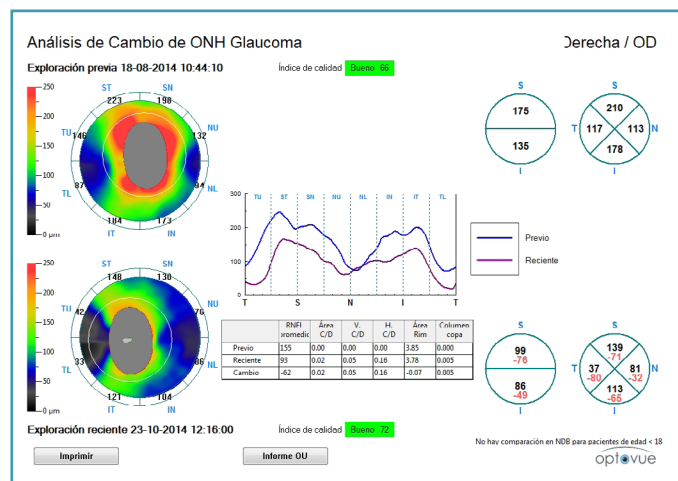 Análisis de Cambio de ONH Glaucoma
Derecha / OD
Exploración previa 18-08-2014 10:44:10
Índice de calidad Bueno 66
250
200
150
100
50
0 µm
ST SN
223 198
TU 146 132 NU
TL 87 94 NL
184 173
IT IN
S
175
135
I
S
210
T 117 113 N
178
I
300
200
100
0
TU ST SN NU NL IN IT TL
T S N I T
Previo
Reciente
250
200
150
100
50
0 µm
148 130
TU 42 76 NU
TL 33 86 NL
121 104
IT IN
RNFL promedio Área C/D V. C/D H. C/D Área Rim Columen copa
Previo 155 0.00 0.00 0.00 3.85 0.000
Reciente 93 0.02 0.05 0.16 3.78 0.005
Cambio -62 0.02 0.05 0.16 -0.07 0.005
S
99
-76
86
-49
I
S
139
-71
T 37 81 N
-80 -32
113
-65
I
Exploración reciente 23-10-2014 12:16:00
Índice de calidad Bueno 72
No hay comparación en NDB para pacientes de edad < 18
Imprimir
Informe OU
optovue